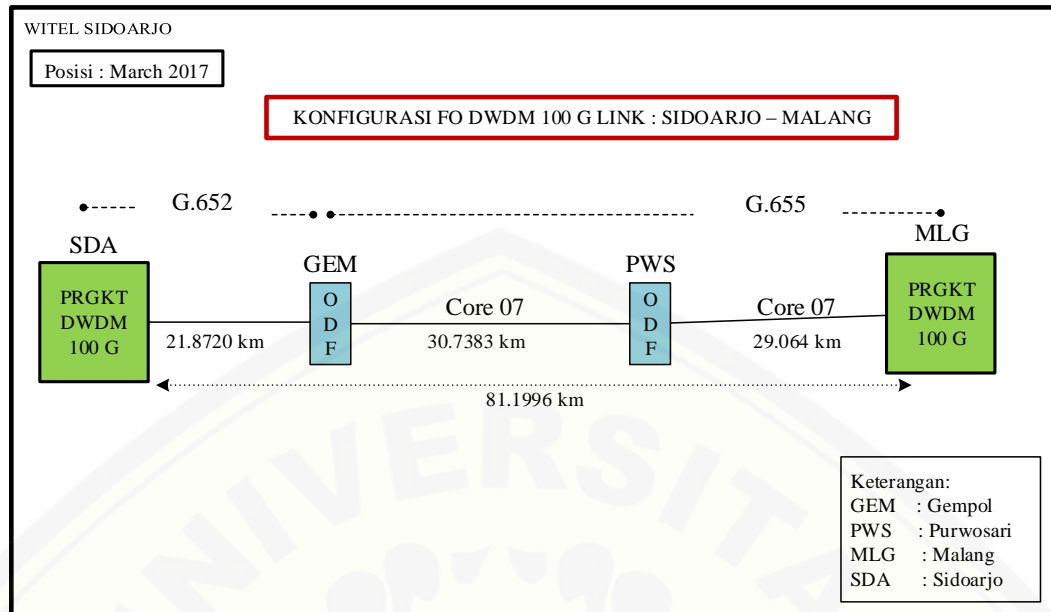 WITEL SIDOARJO
Posisi : March 2017
KONFIGURASI FO DWDM 100 G LINK : SIDOARJO – MALANG
G.652
G.655
SDA
GEM
PWS
MLG
PRGKT
DWDM
100 G
O
D
F
Core 07
O
D
F
Core 07
PRGKT
DWDM
100 G
21.8720 km
30.7383 km
29.064 km
81.1996 km
UNIVERSITA
Keterangan:
GEM : Gempol
PWS : Purwosari
MLG : Malang
SDA : Sidoarjo